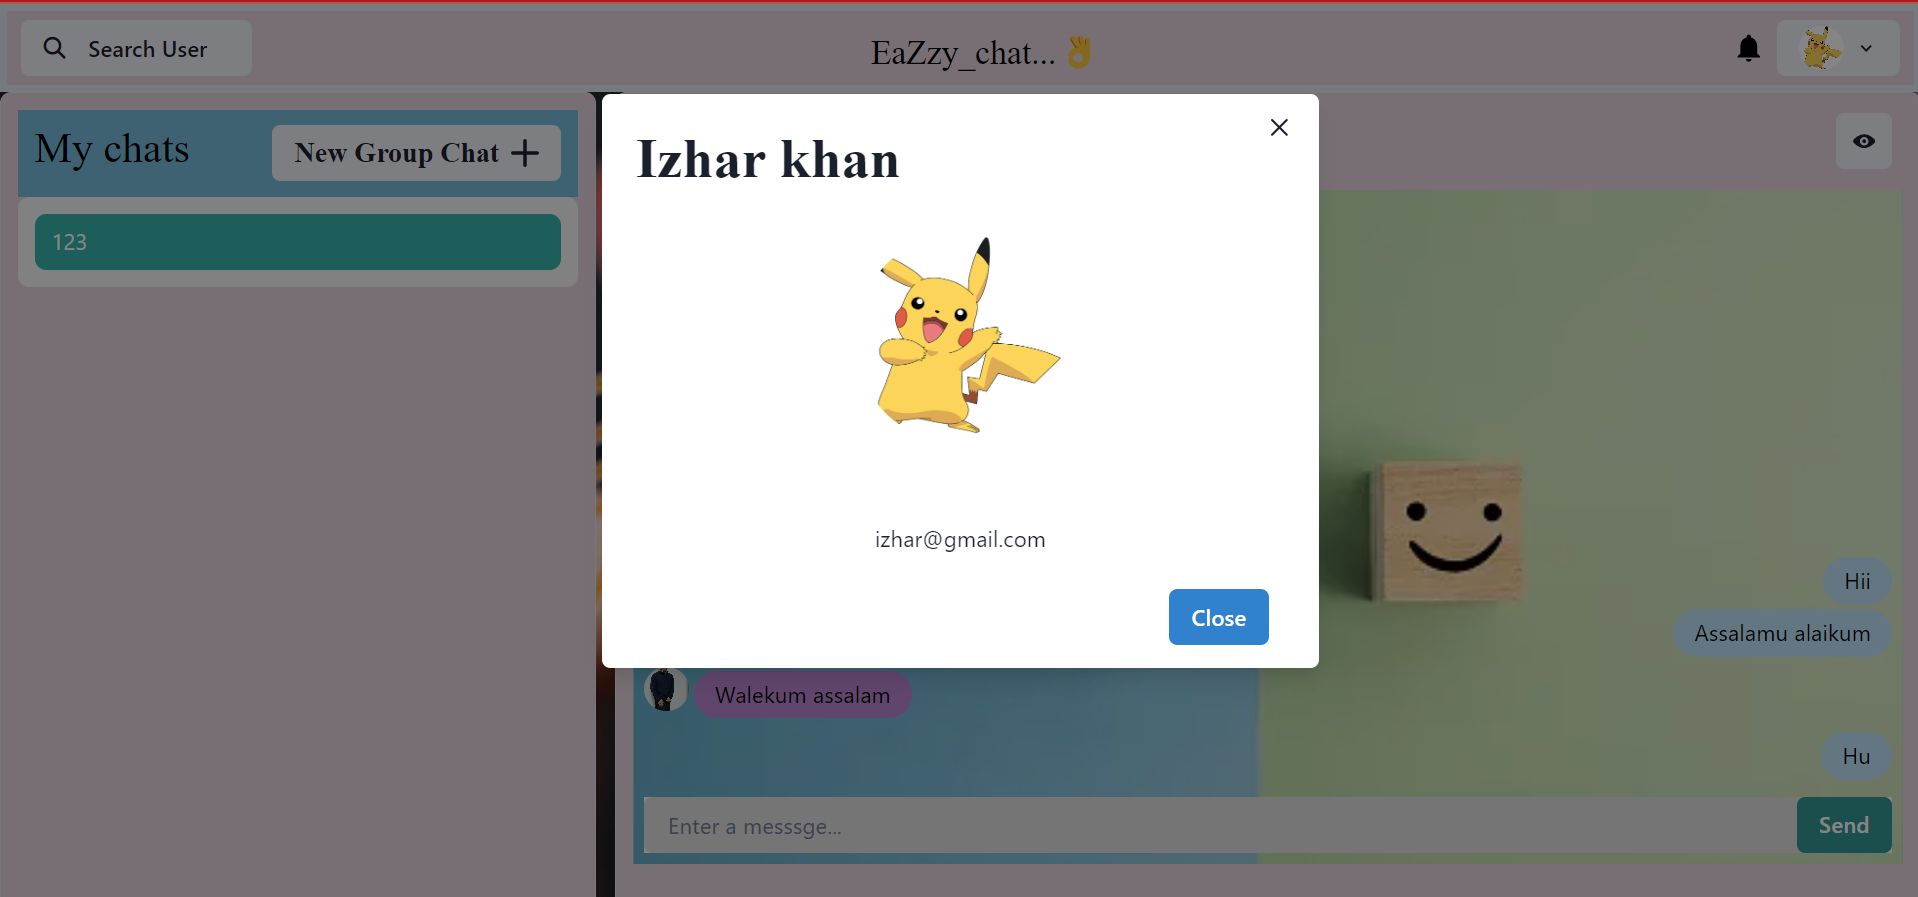 Search User
EaZzy_chat... 👌
My chats
New Group Chat
123
Izhar khan
izhar@gmail.com
Close
Hii
Assalamu alaikum
Walekum assalam
Hu
Enter a messsge...
Send